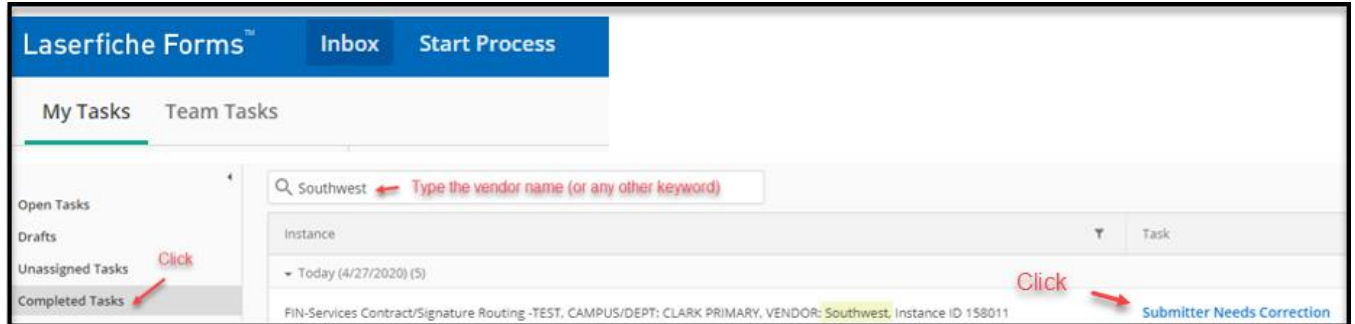 Laserfiche Forms™ Inbox Start Process
My Tasks Team Tasks
Southwest Type the vendor name (or any other keyword)
Open Tasks
Drafts
Instance Task
Unassigned Tasks
Click
Today (4/27/2020) (5)
Completed Tasks
Click
FIN-Services Contract/Signature Routing -TEST, CAMPUS/DEPT: CLARK PRIMARY, VENDOR: Southwest, Instance ID 158011 Submitter Needs Correction